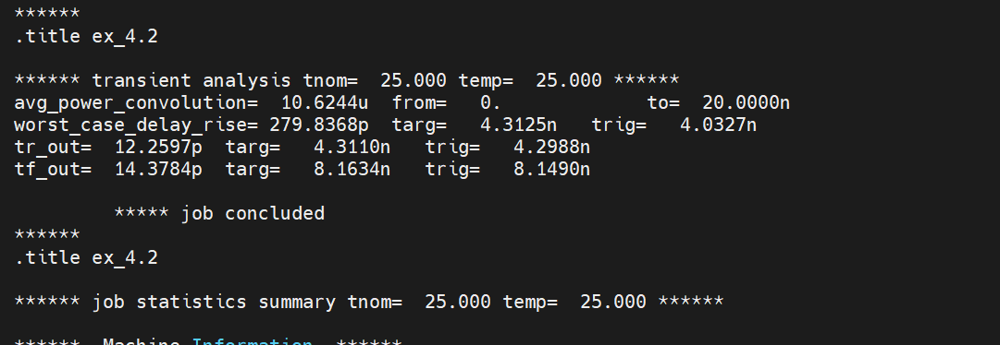 ******
.title ex_4.2
****** transient analysis tnom=  25.000 temp=  25.000 ******
avg_power_convolution=  10.6244u  from=   0.             to=  20.0000n
worst_case_delay_rise= 279.8368p  targ=   4.3125n   trig=   4.0327n
tr_out=  12.2597p  targ=   4.3110n   trig=   4.2988n
tf_out=  14.3784p  targ=   8.1634n   trig=   8.1490n
***** job concluded
******
.title ex_4.2
****** job statistics summary tnom=  25.000 temp=  25.000 ******
******  Machine Information  ******